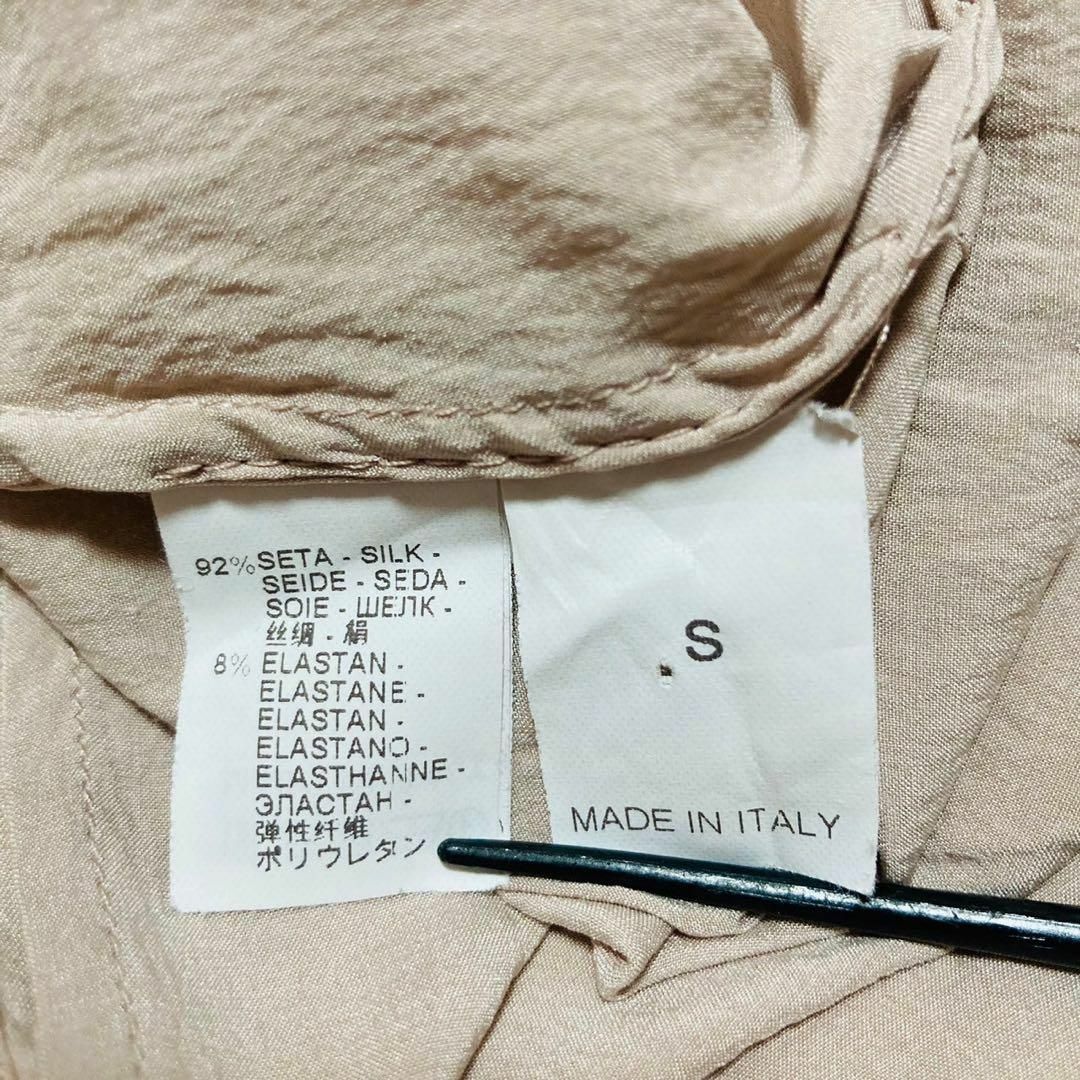 92% SETA - SILK -
SEIDE - SEDA -
SOIE - ШЕЛК -
丝绸 - 絹
8% ELASTAN -
ELASTANE -
ELASTAN -
ELASTANO -
ELASTHANNE -
ЭЛАСТАН -
弹性纤维
ポリウレタン
S
MADE IN ITALY